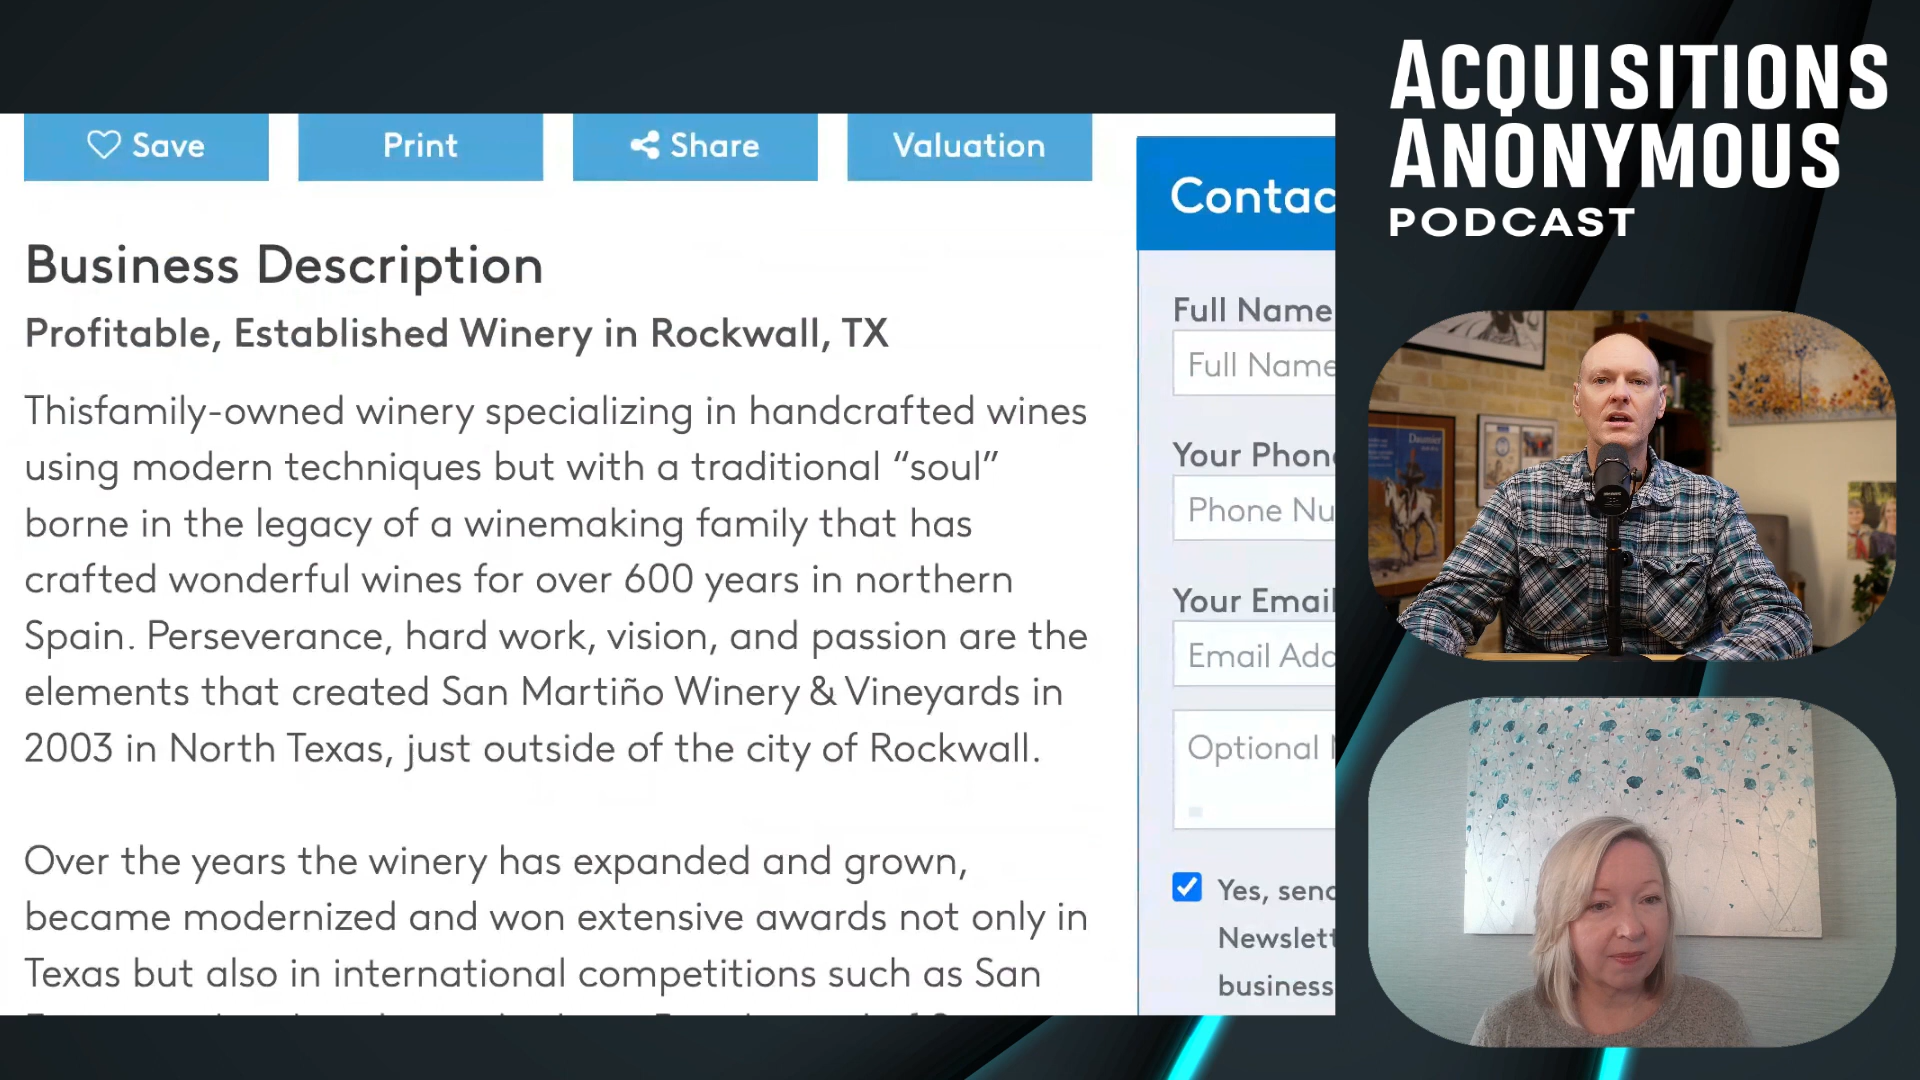 Save
Print
Share
Valuation
Business Description
Profitable, Established Winery in Rockwall, TX
Thisfamily-owned winery specializing in handcrafted wines
using modern techniques but with a traditional “soul”
borne in the legacy of a winemaking family that has
crafted wonderful wines for over 600 years in northern
Spain. Perseverance, hard work, vision, and passion are the
elements that created San Martiño Winery & Vineyards in
2003 in North Texas, just outside of the city of Rockwall.
Over the years the winery has expanded and grown,
became modernized and won extensive awards not only in
Texas but also in international competitions such as San
Contac
Full Name
Full Name
Your Phon
Phone Nu
Your Email
Email Add
Optional
Yes, send
Newslett
business
ACQUISITIONS
ANONYMOUS
PODCAST
Daumier